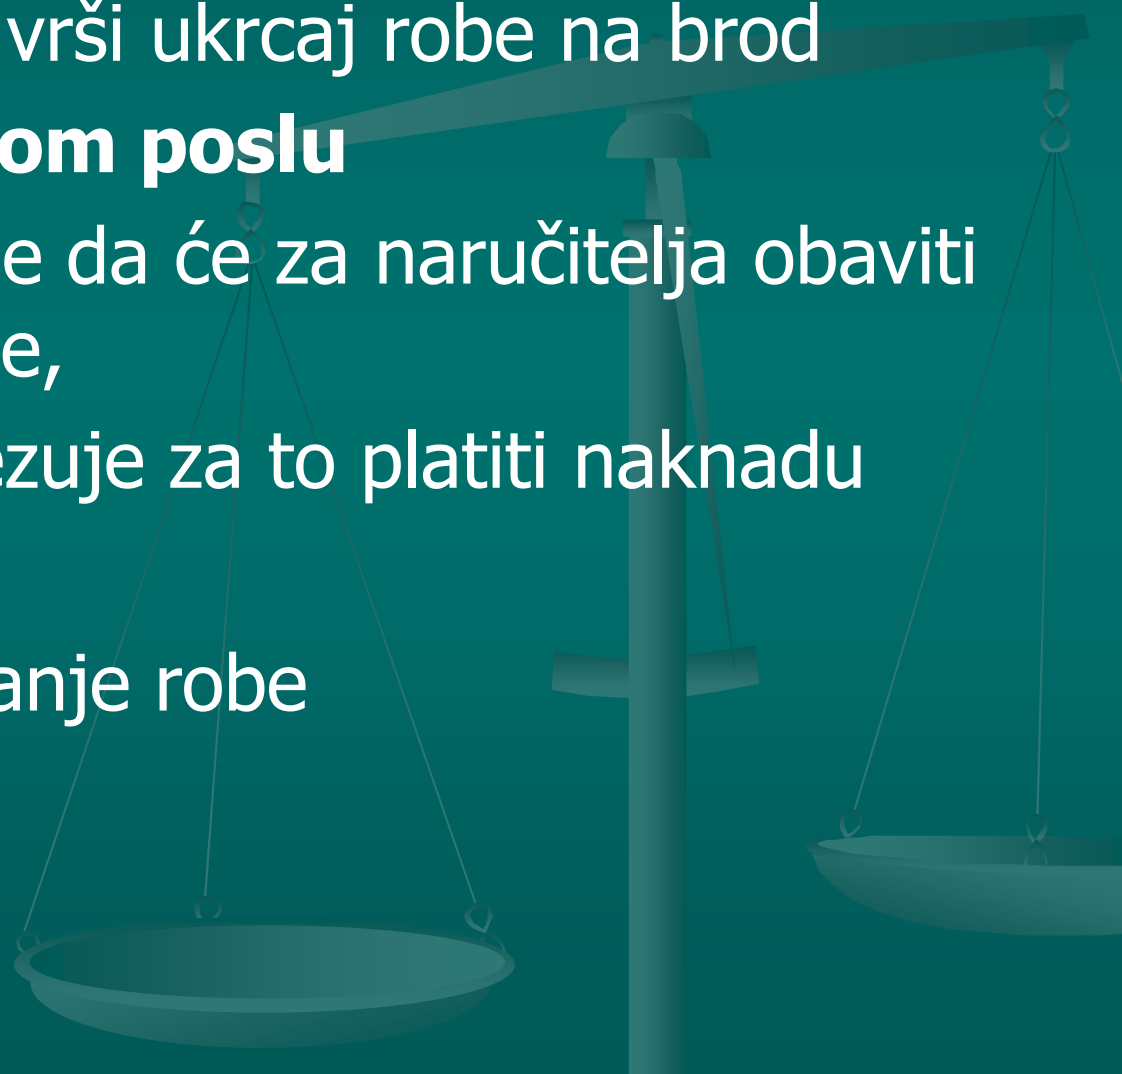 vrši ukrcaj robe na brod
om poslu
e da će za naručitelja obaviti
e,
ezuje za to platiti naknadu
anje robe